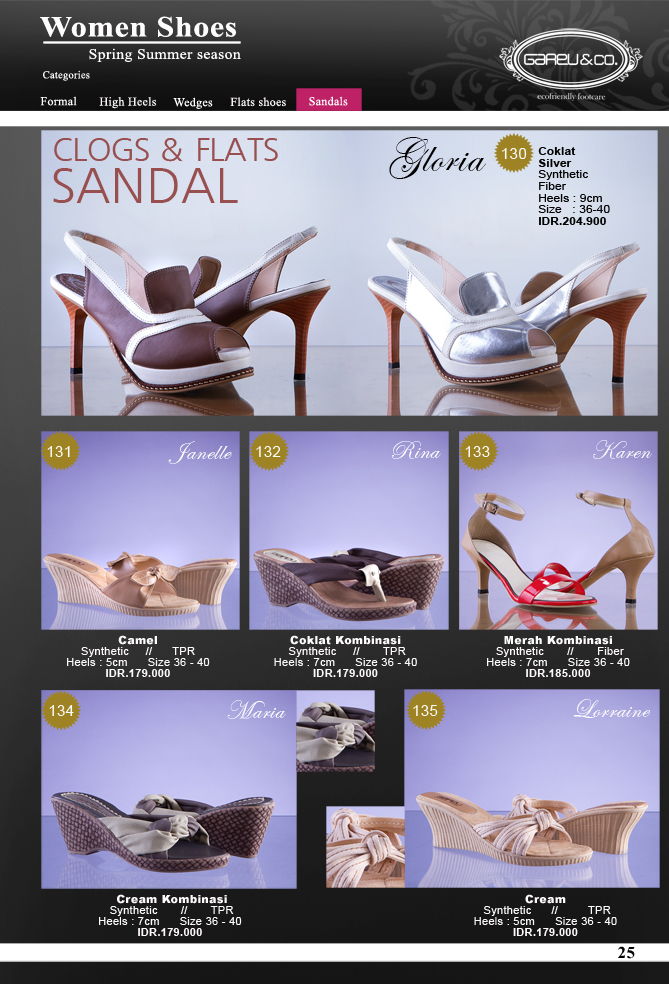 Women Shoes
Spring Summer season
Categories
Formal High Heels Wedges Flats shoes Sandals
GAREU & CO.
ecofriendly footcare
CLOGS & FLATS
SANDAL
Gloria
130
Coklat
Silver
Synthetic
Fiber
Heels : 9cm
Size : 36-40
IDR.204.900
131
Janelle
Camel
Synthetic // TPR
Heels : 5cm Size 36 - 40
IDR.179.000
132
Rina
Coklat Kombinasi
Synthetic // TPR
Heels : 7cm Size 36 - 40
IDR.179.000
133
Karen
Merah Kombinasi
Synthetic // Fiber
Heels : 7cm Size 36 - 40
IDR.185.000
134
Maria
Cream Kombinasi
Synthetic // TPR
Heels : 7cm Size 36 - 40
IDR.179.000
135
Lorraine
Cream
Synthetic // TPR
Heels : 5cm Size 36 - 40
IDR.179.000
25